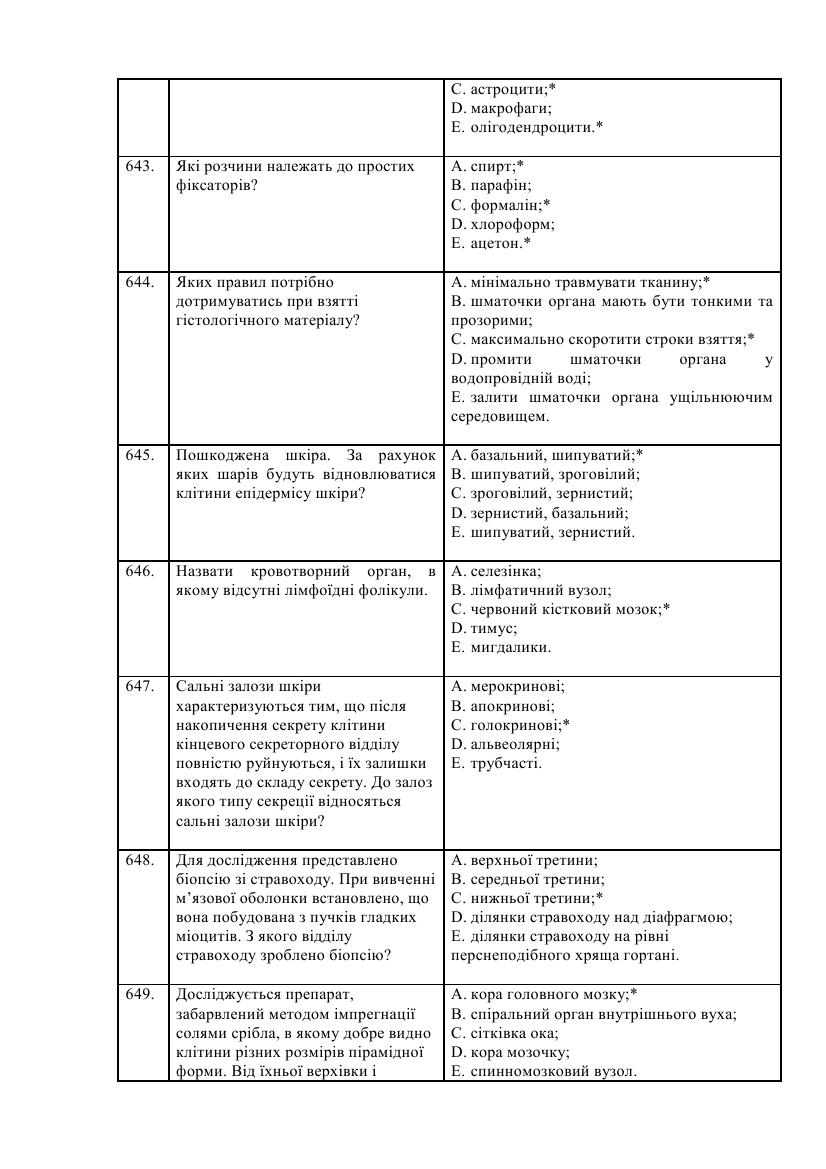 C. астроцити;*
D. макрофаги;
E. олігодендроцити.*
643.
Які розчини належать до простих
фіксаторів?
A. спирт;*
B. парафін;
C. формалін;*
D. хлороформ;
E. ацетон.*
644.
Яких правил потрібно
дотримуватись при взятті
гістологічного матеріалу?
A. мінімально травмувати тканину;*
B. шматочки органа мають бути тонкими та
прозорими;
C. максимально скоротити строки взяття;*
D. промити шматочки органа у
водопровідній воді;
E. залити шматочки органа ущільнюючим
середовищем.
645.
Пошкоджена шкіра. За рахунок
яких шарів будуть відновлюватися
клітини епідермісу шкіри?
A. базальний, шипуватий;*
B. шипуватий, зроговілий;
C. зроговілий, зернистий;
D. зернистий, базальний;
E. шипуватий, зернистий.
646.
Назвати кровотворний орган, в
якому відсутні лімфоїдні фолікули.
A. селезінка;
B. лімфатичний вузол;
C. червоний кістковий мозок;*
D. тимус;
E. мигдалики.
647.
Сальні залози шкіри
характеризуються тим, що після
накопичення секрету клітини
кінцевого секреторного відділу
повністю руйнуються, і їх залишки
входять до складу секрету. До залоз
якого типу секреції відносяться
сальні залози шкіри?
A. мерокринові;
B. апокринові;
C. голокринові;*
D. альвеолярні;
E. трубчасті.
648.
Для дослідження представлено
біопсію зі стравоходу. При вивченні
м’язової оболонки встановлено, що
вона побудована з пучків гладких
міоцитів. З якого відділу
стравоходу зроблено біопсію?
A. верхньої третини;
B. середньої третини;
C. нижньої третини;*
D. ділянки стравоходу над діафрагмою;
E. ділянки стравоходу на рівні
перснеподібного хряща гортані.
649.
Досліджується препарат,
забарвлений методом імпрегнації
солями срібла, в якому добре видно
клітини різних розмірів пірамідної
форми. Від їхньої верхівки і
A. кора головного мозку;*
B. спіральний орган внутрішнього вуха;
C. сітківка ока;
D. кора мозочку;
E. спинномозковий вузол.